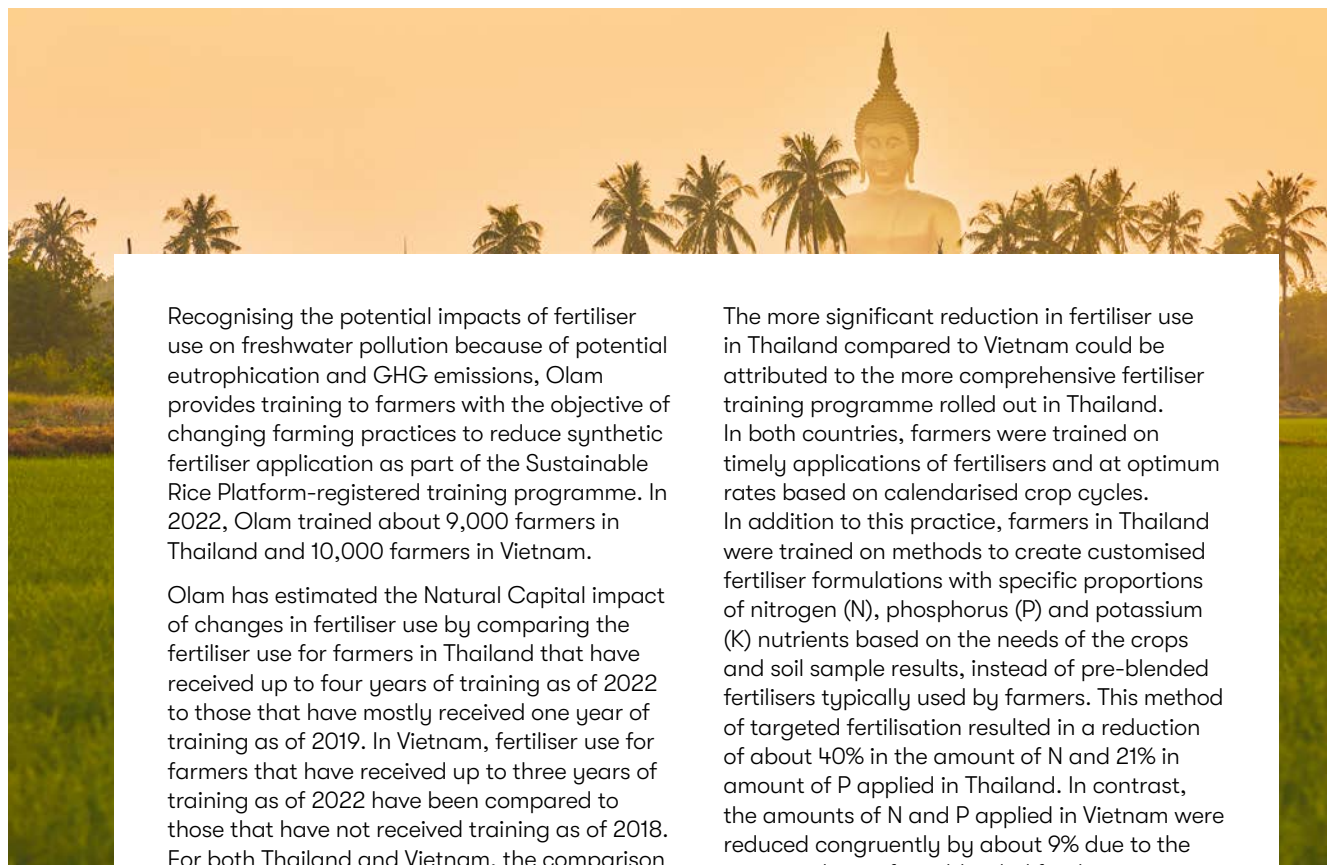 Recognising the potential impacts of fertiliser
use on freshwater pollution because of potential
eutrophication and GHG emissions, Olam
provides training to farmers with the objective of
changing farming practices to reduce synthetic
fertiliser application as part of the Sustainable
Rice Platform-registered training programme. In
2022, Olam trained about 9,000 farmers in
Thailand and 10,000 farmers in Vietnam.
Olam has estimated the Natural Capital impact
of changes in fertiliser use by comparing the
fertiliser use for farmers in Thailand that have
received up to four years of training as of 2022
to those that have mostly received one year of
training as of 2019. In Vietnam, fertiliser use for
farmers that have received up to three years of
training as of 2022 have been compared to
those that have not received training as of 2018.
For both Thailand and Vietnam, the comparison
The more significant reduction in fertiliser use
in Thailand compared to Vietnam could be
attributed to the more comprehensive fertiliser
training programme rolled out in Thailand.
In both countries, farmers were trained on
timely applications of fertilisers and at optimum
rates based on calendarised crop cycles.
In addition to this practice, farmers in Thailand
were trained on methods to create customised
fertiliser formulations with specific proportions
of nitrogen (N), phosphorus (P) and potassium
(K) nutrients based on the needs of the crops
and soil sample results, instead of pre-blended
fertilisers typically used by farmers. This method
of targeted fertilisation resulted in a reduction
of about 40% in the amount of N and 21% in
amount of P applied in Thailand. In contrast,
the amounts of N and P applied in Vietnam were
reduced congruently by about 9% due to the